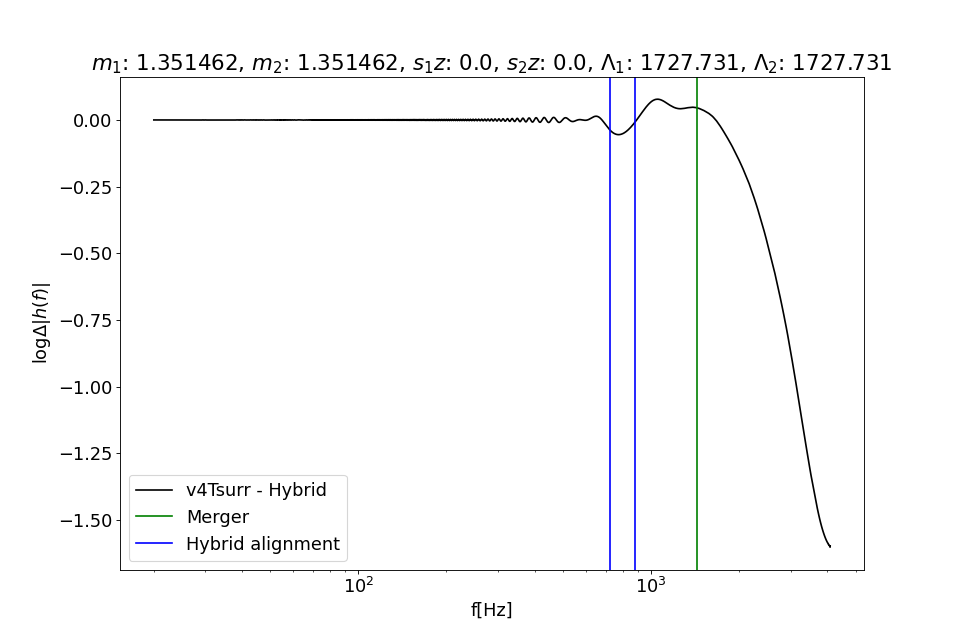 m₁: 1.351462, m₂: 1.351462, s₁z: 0.0, s₂z: 0.0, Λ₁: 1727.731, Λ₂: 1727.731
0.00
−0.25
−0.50
−0.75
−1.00
−1.25
−1.50
logΔ|h(f)|
v4Tsurr - Hybrid
Merger
Hybrid alignment
10² 10³
f[Hz]